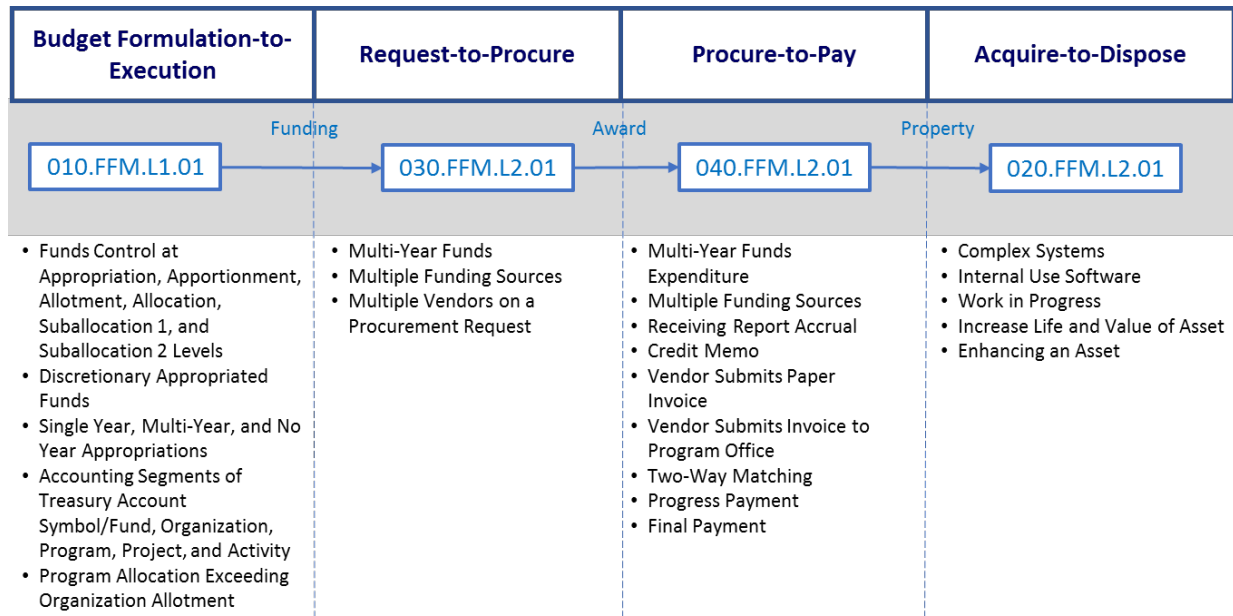 Budget Formulation-to-
Execution
Request-to-Procure
Procure-to-Pay
Acquire-to-Dispose
Funding
Award
Property
010.FFM.L1.01
030.FFM.L2.01
040.FFM.L2.01
020.FFM.L2.01
• Funds Control at
Appropriation, Apportionment,
Allotment, Allocation,
Suballocation 1, and
Suballocation 2 Levels
• Discretionary Appropriated
Funds
• Single Year, Multi-Year, and No
Year Appropriations
• Accounting Segments of
Treasury Account
Symbol/Fund, Organization,
Program, Project, and Activity
• Program Allocation Exceeding
Organization Allotment
• Multi-Year Funds
• Multiple Funding Sources
• Multiple Vendors on a
Procurement Request
• Multi-Year Funds
Expenditure
• Multiple Funding Sources
• Receiving Report Accrual
• Credit Memo
• Vendor Submits Paper
Invoice
• Vendor Submits Invoice to
Program Office
• Two-Way Matching
• Progress Payment
• Final Payment
• Complex Systems
• Internal Use Software
• Work in Progress
• Increase Life and Value of Asset
• Enhancing an Asset